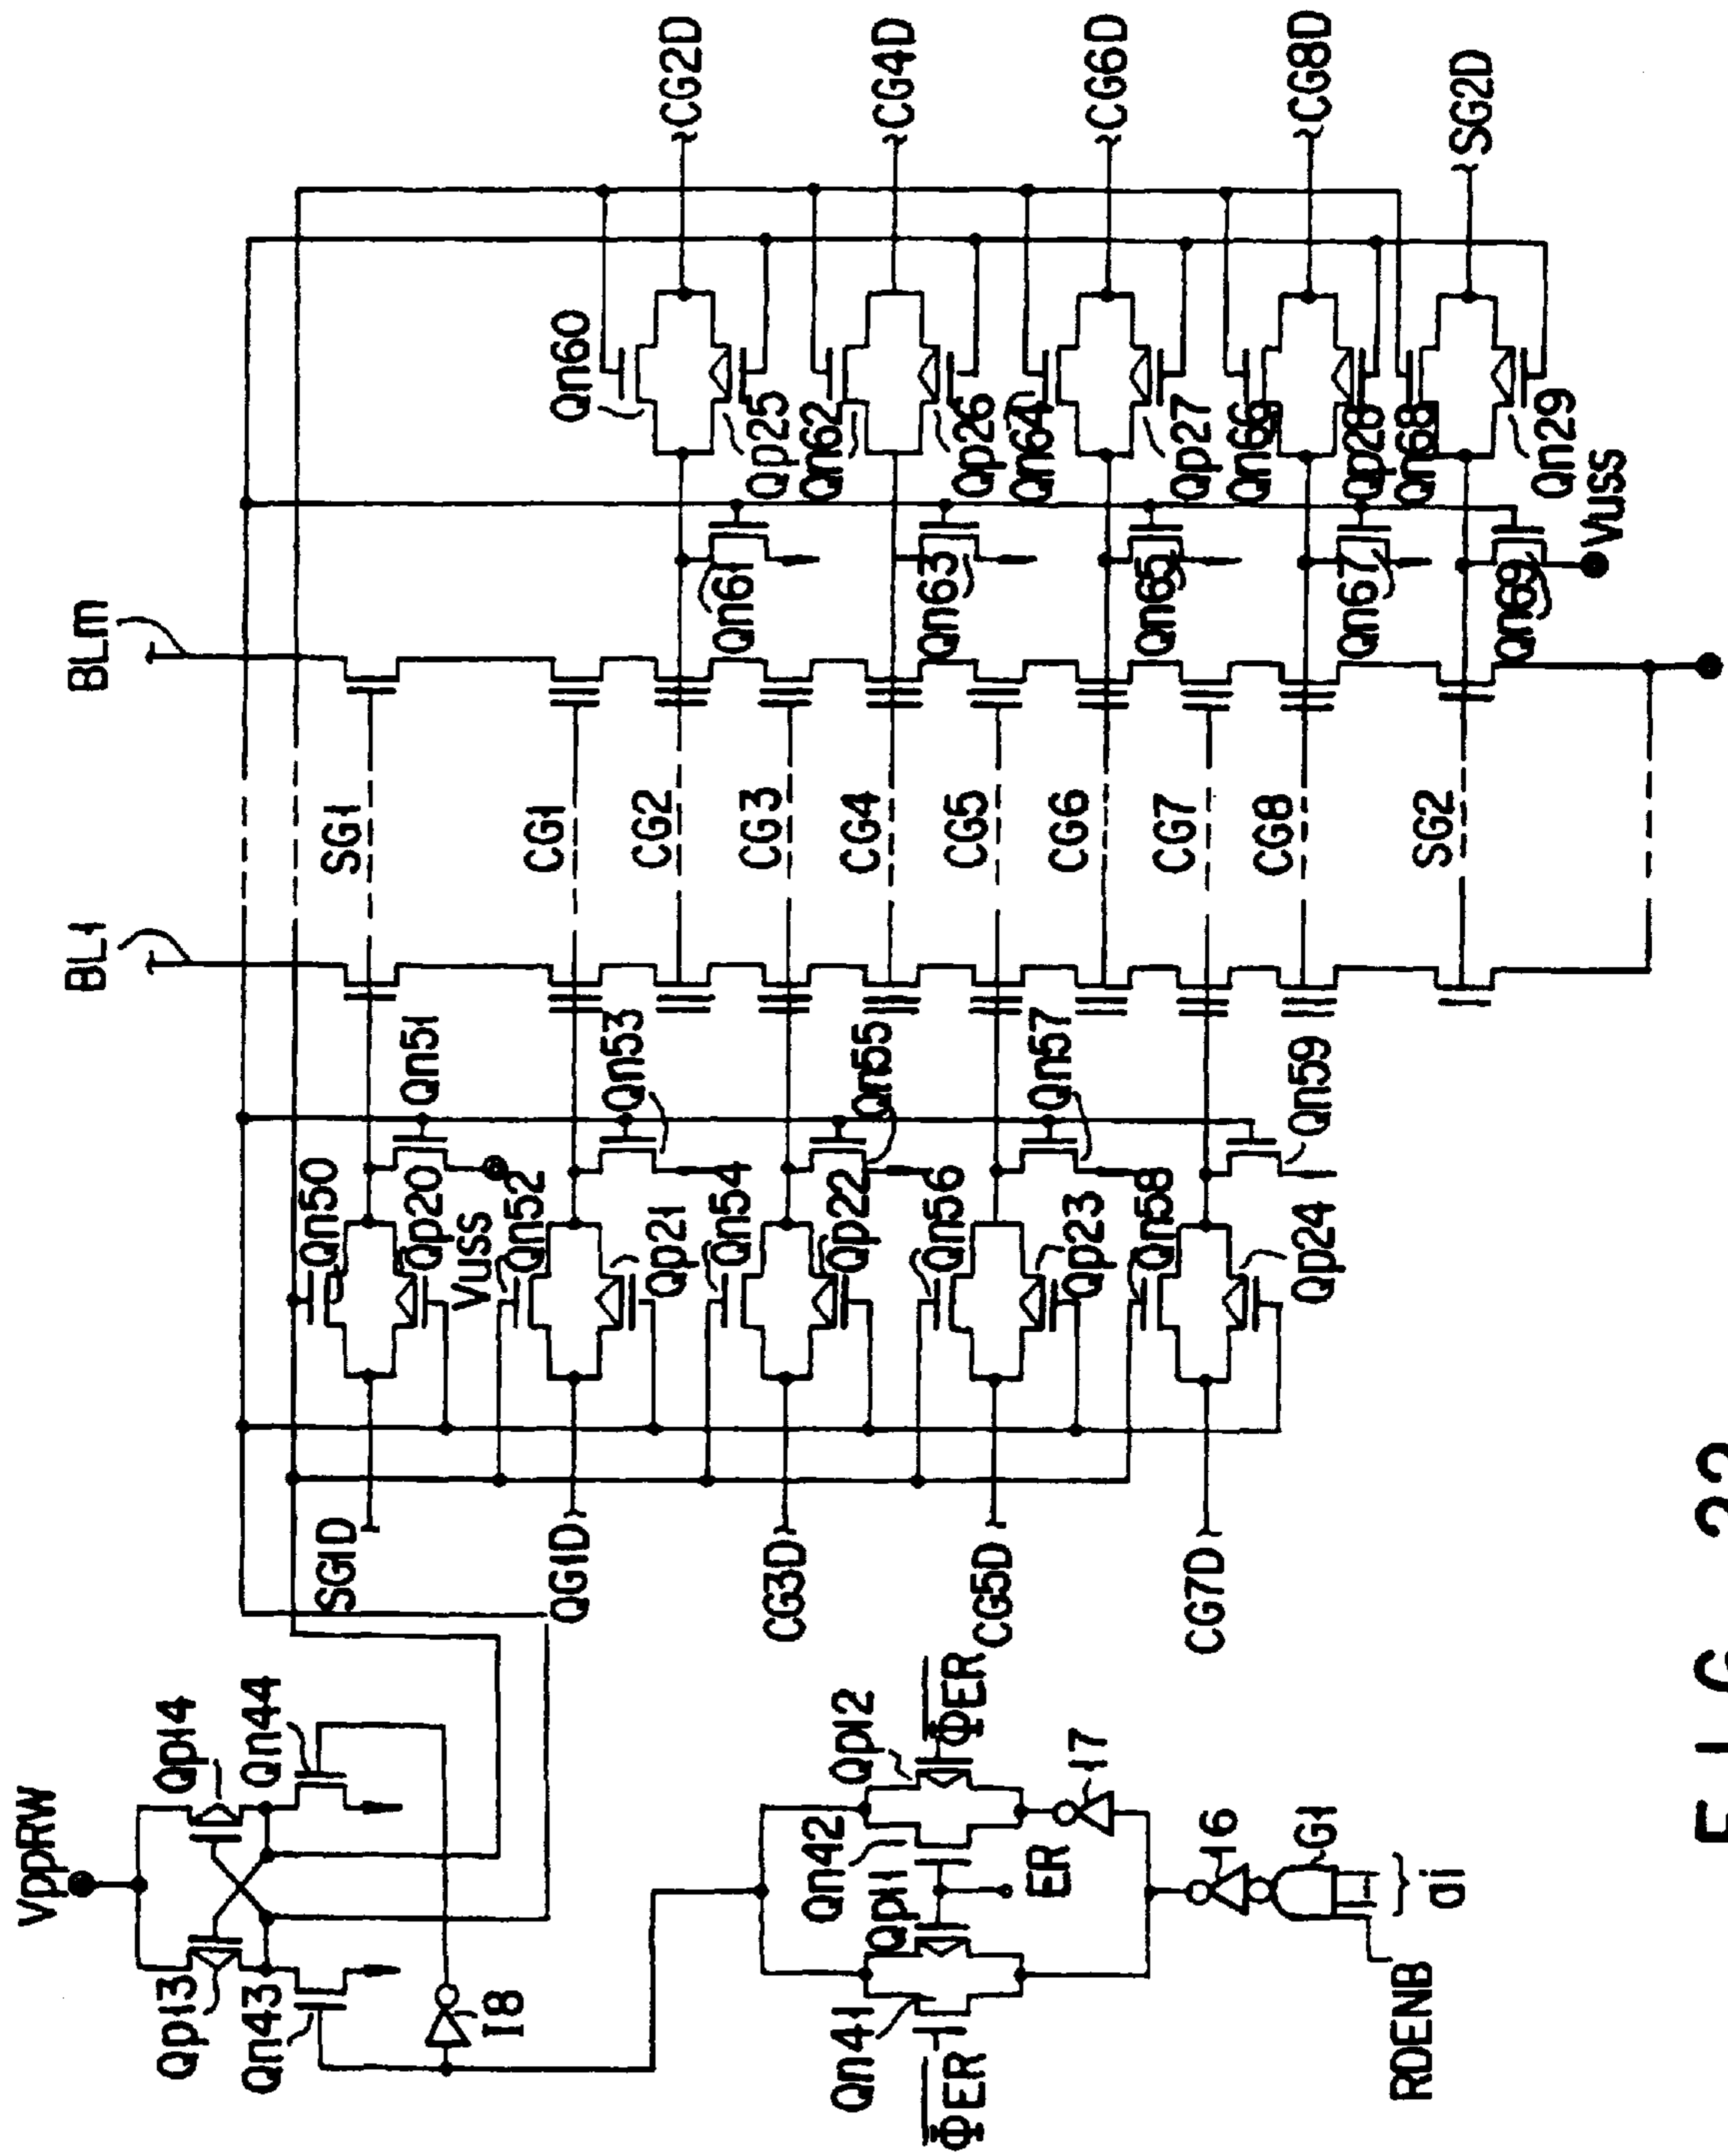 VppRW
Qp13
Qp14
Qn43
Qn44
I8
Qn41
Qp11
Qn42
Qp12
ΦER
ER
ΦER
I7
I6
G1
RDENB
ai
SG1D
QG1D
CG3D
CG5D
CG7D
Qn50
Qp20
Vuss
Qn51
Qn52
Qp21
Qn53
Qn54
Qp22
Qn55
Qn56
Qp23
Qn57
Qn58
Qp24
Qn59
BL1
BLm
SG1
CG1
CG2
CG3
CG4
CG5
CG6
CG7
CG8
SG2
Qn60
Qp25
Qn61
Qn62
Qp26
Qn63
Qn64
Qp27
Qn65
Qn66
Qp28
Qn67
Qn68
Qn29
Qn69
Vuss
CG2D
CG4D
CG6D
CG8D
SG2D